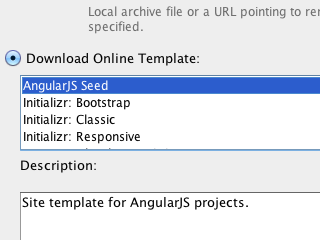 Local archive file or a URL pointing to
specified.
Download Online Template:
AngularJS Seed
Initializr: Bootstrap
Initializr: Classic
Initializr: Responsive
Description:
Site template for AngularJS projects.